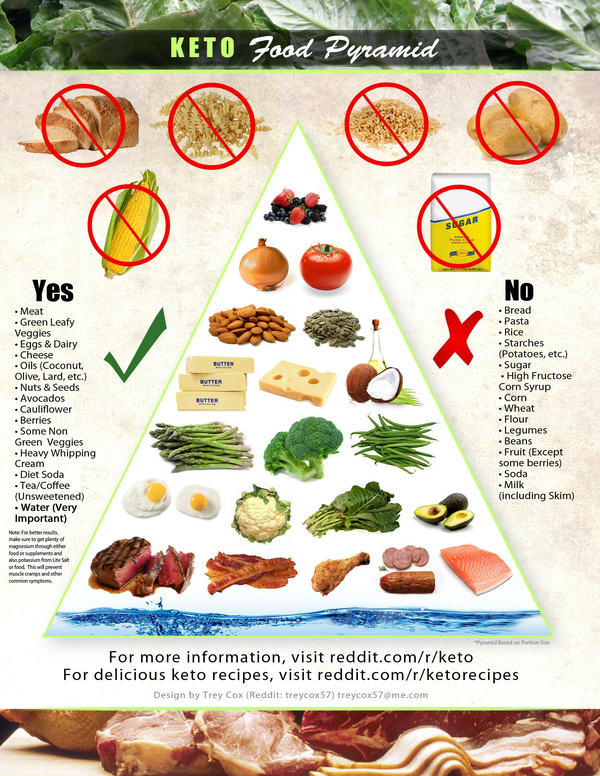 KETO Food Pyramid
SUGAR
Yes
• Meat
• Green Leafy
Veggies
• Eggs & Dairy
• Cheese
• Oils (Coconut,
Olive, Lard, etc.)
• Nuts & Seeds
• Avocados
• Cauliflower
• Berries
• Some Non
Green Veggies
• Heavy Whipping
Cream
• Diet Soda
• Tea/Coffee
(Unsweetened)
• Water (Very
Important)
Note: For better results,
make sure to get plenty of
magnesium through either
food or supplements and
also potassium from Lite Salt
or food. This will prevent
muscle cramps and other
common symptoms.
BUTTER
BUTTER
BUTTER
No
• Bread
• Pasta
• Rice
• Starches
(Potatoes, etc.)
• Sugar
• High Fructose
Corn Syrup
• Corn
• Wheat
• Flour
• Legumes
• Beans
• Fruit (Except
some berries)
• Soda
• Milk
(including Skim)
*Pyramid Based on Portion Size
For more information, visit reddit.com/r/keto
For delicious keto recipes, visit reddit.com/r/ketorecipes
Design by Trey Cox (Reddit: treycox57) treycox57@me.com